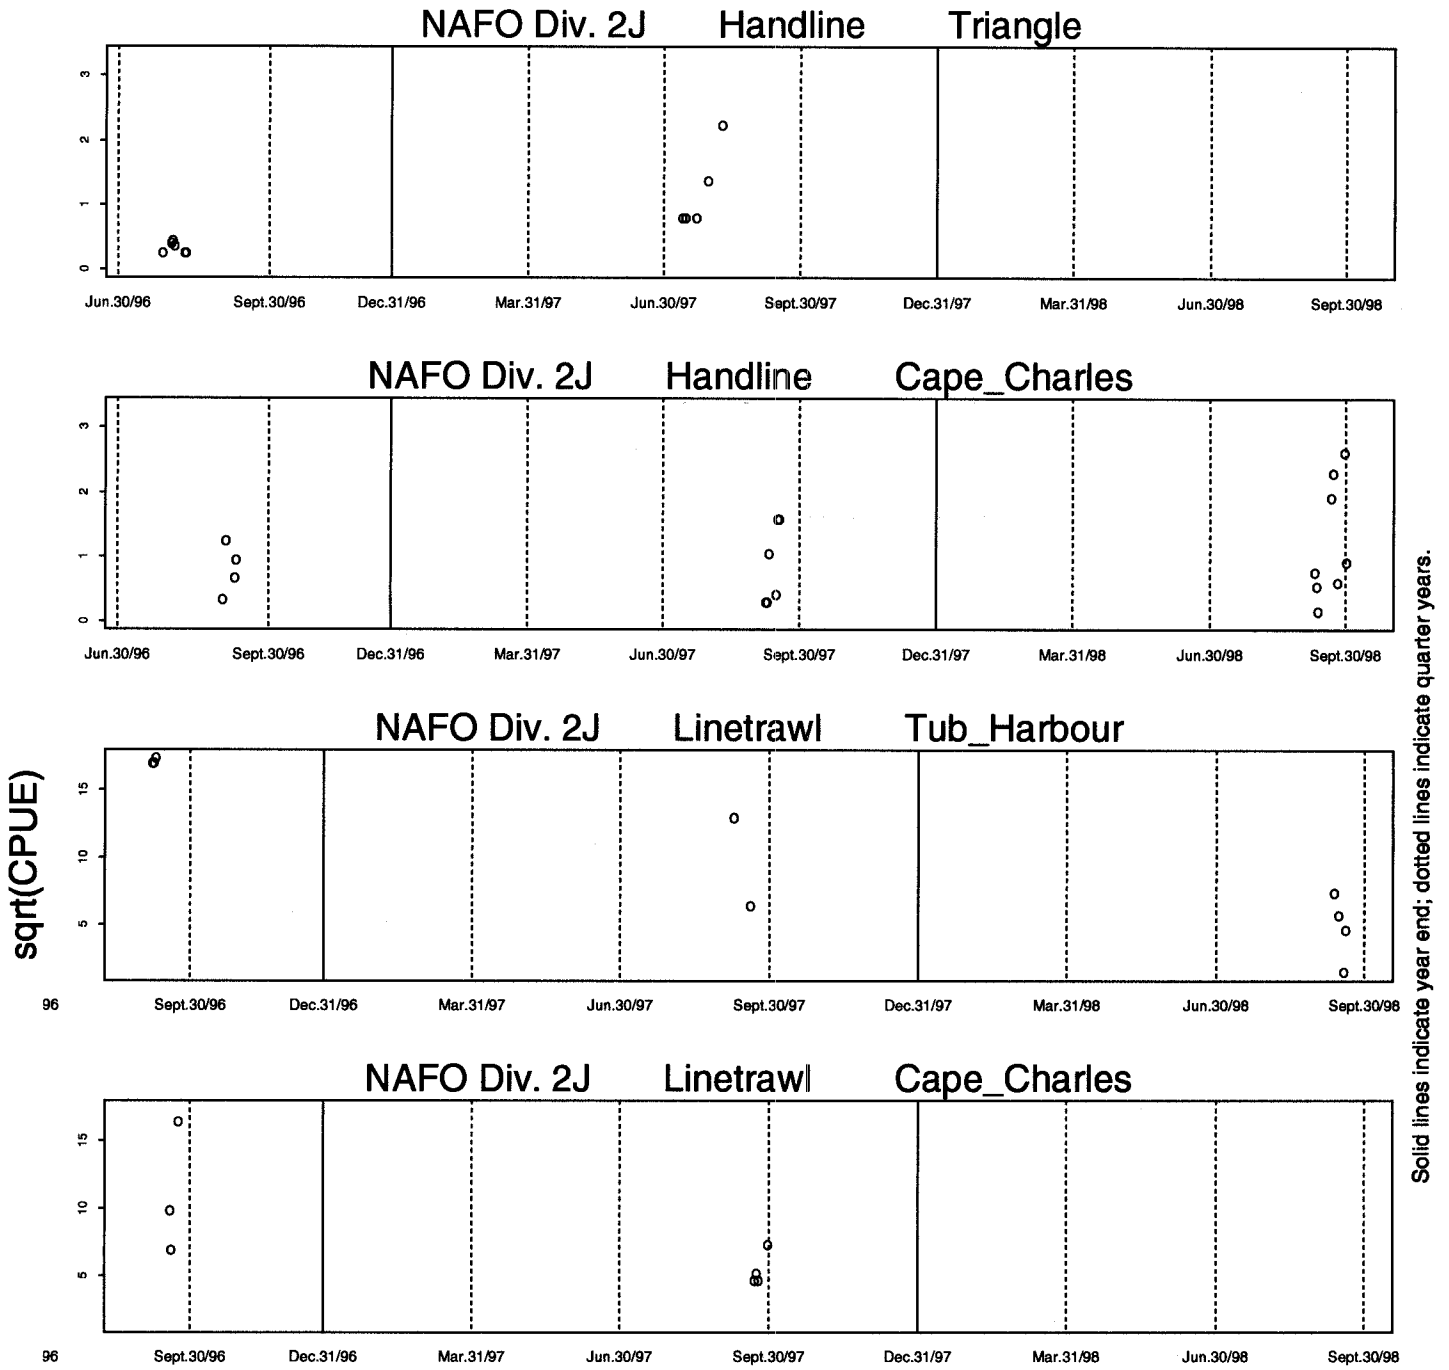 NAFO Div. 2J Handline Triangle
3
2
1
0
Jun.30/96 Sept.30/96 Dec.31/96 Mar.31/97 Jun.30/97 Sept.30/97 Dec.31/97 Mar.31/98 Jun.30/98 Sept.30/98
NAFO Div. 2J Handline Cape_Charles
3
2
1
0
Jun.30/96 Sept.30/96 Dec.31/96 Mar.31/97 Jun.30/97 Sept.30/97 Dec.31/97 Mar.31/98 Jun.30/98 Sept.30/98
NAFO Div. 2J Linetrawl Tub_Harbour
15
10
5
96 Sept.30/96 Dec.31/96 Mar.31/97 Jun.30/97 Sept.30/97 Dec.31/97 Mar.31/98 Jun.30/98 Sept.30/98
NAFO Div. 2J Linetrawl Cape_Charles
15
10
5
96 Sept.30/96 Dec.31/96 Mar.31/97 Jun.30/97 Sept.30/97 Dec.31/97 Mar.31/98 Jun.30/98 Sept.30/98
sqrt(CPUE)
Solid lines indicate year end; dotted lines indicate quarter years.